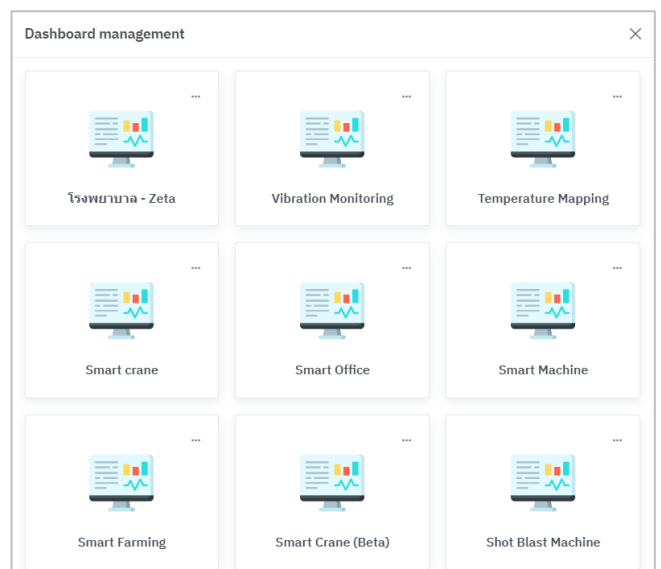 Dashboard management
โรงพยาบาล - Zeta
Vibration Monitoring
Temperature Mapping
Smart crane
Smart Office
Smart Machine
Smart Farming
Smart Crane (Beta)
Shot Blast Machine